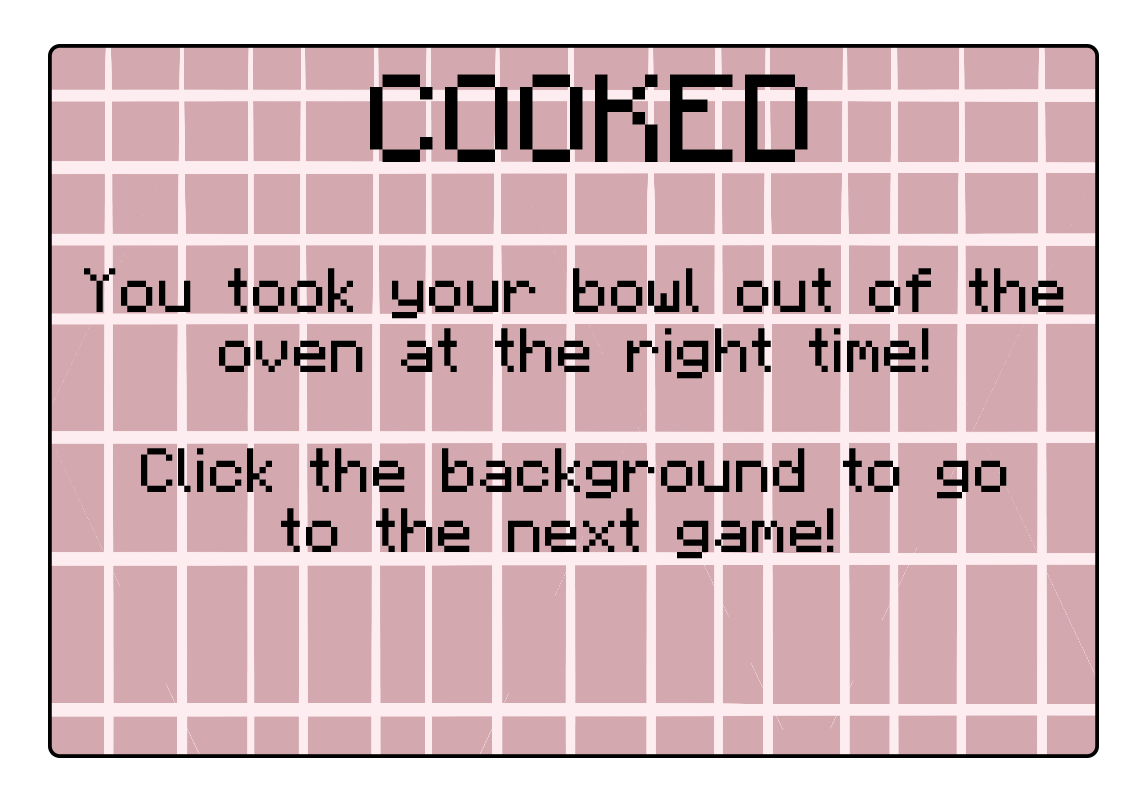 COOKED
You took your bowl out of the
oven at the right time!
Click the background to go
to the next game!